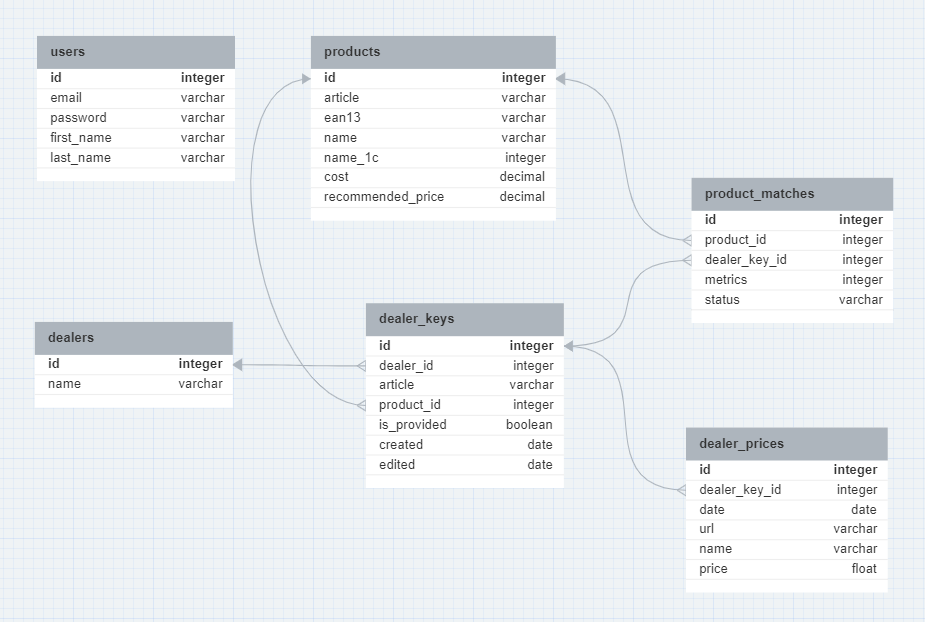 users
id integer
email varchar
password varchar
first_name varchar
last_name varchar
products
id integer
article varchar
ean13 varchar
name varchar
name_1c integer
cost decimal
recommended_price decimal
product_matches
id integer
product_id integer
dealer_key_id integer
metrics integer
status varchar
dealers
id integer
name varchar
dealer_keys
id integer
dealer_id integer
article varchar
product_id integer
is_provided boolean
created date
edited date
dealer_prices
id integer
dealer_key_id integer
date date
url varchar
name varchar
price float